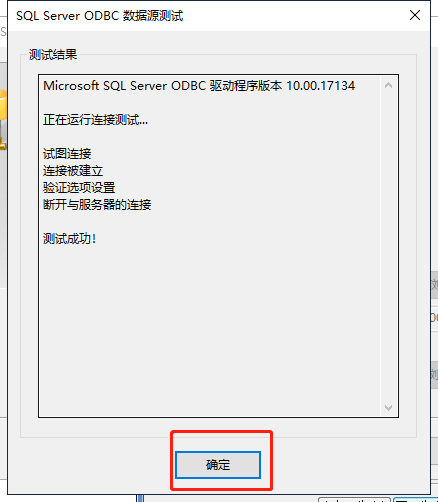 SQL Server ODBC 数据源测试
测试结果
Microsoft SQL Server ODBC 驱动程序版本 10.00.17134
正在运行连接测试...
试图连接
连接被建立
验证选项设置
断开与服务器的连接
测试成功!
确定